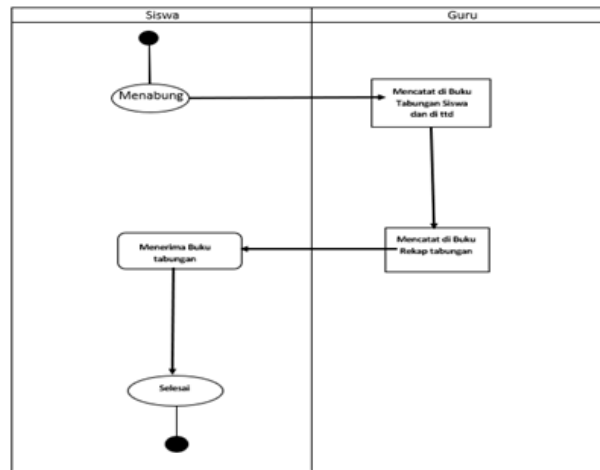 Siswa
Guru
Menabung
Mencatat di Buku
Tabungan Siswa
dan di ttd
Menerima Buku
tabungan
Mencatat di Buku
Rekap tabungan
Selesai